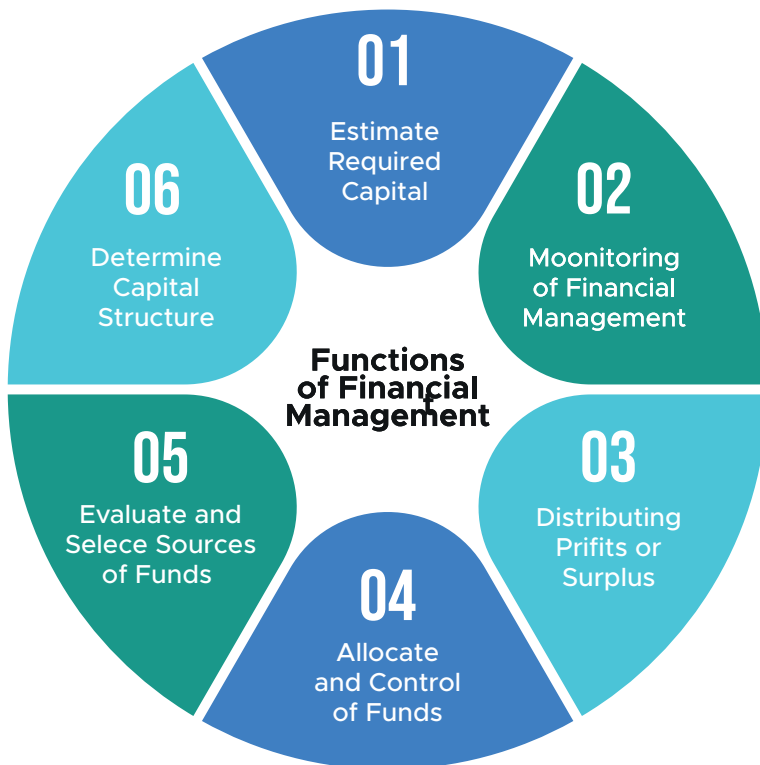 01
Estimate
Required
Capital
02
Moonitoring
of Financial
Management
03
Distributing
Prifits or
Surplus
04
Allocate
and Control
of Funds
05
Evaluate and
Selece Sources
of Funds
06
Determine
Capital
Structure
Functions
of Financial
t
Management